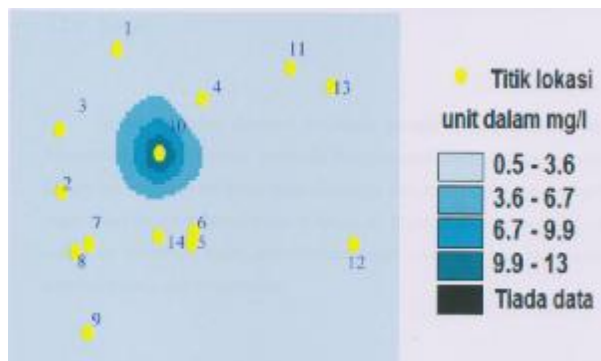 1
11
13
4
3
10
2
7
6
14
5
8
12
9
Titik lokasi
unit dalam mg/l
0.5 - 3.6
3.6 - 6.7
6.7 - 9.9
9.9 - 13
Tiada data